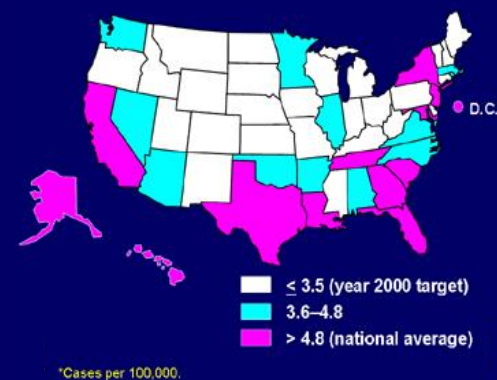 D.C.
≤ 3.5 (year 2000 target)
3.6–4.8
> 4.8 (national average)
*Cases per 100,000.